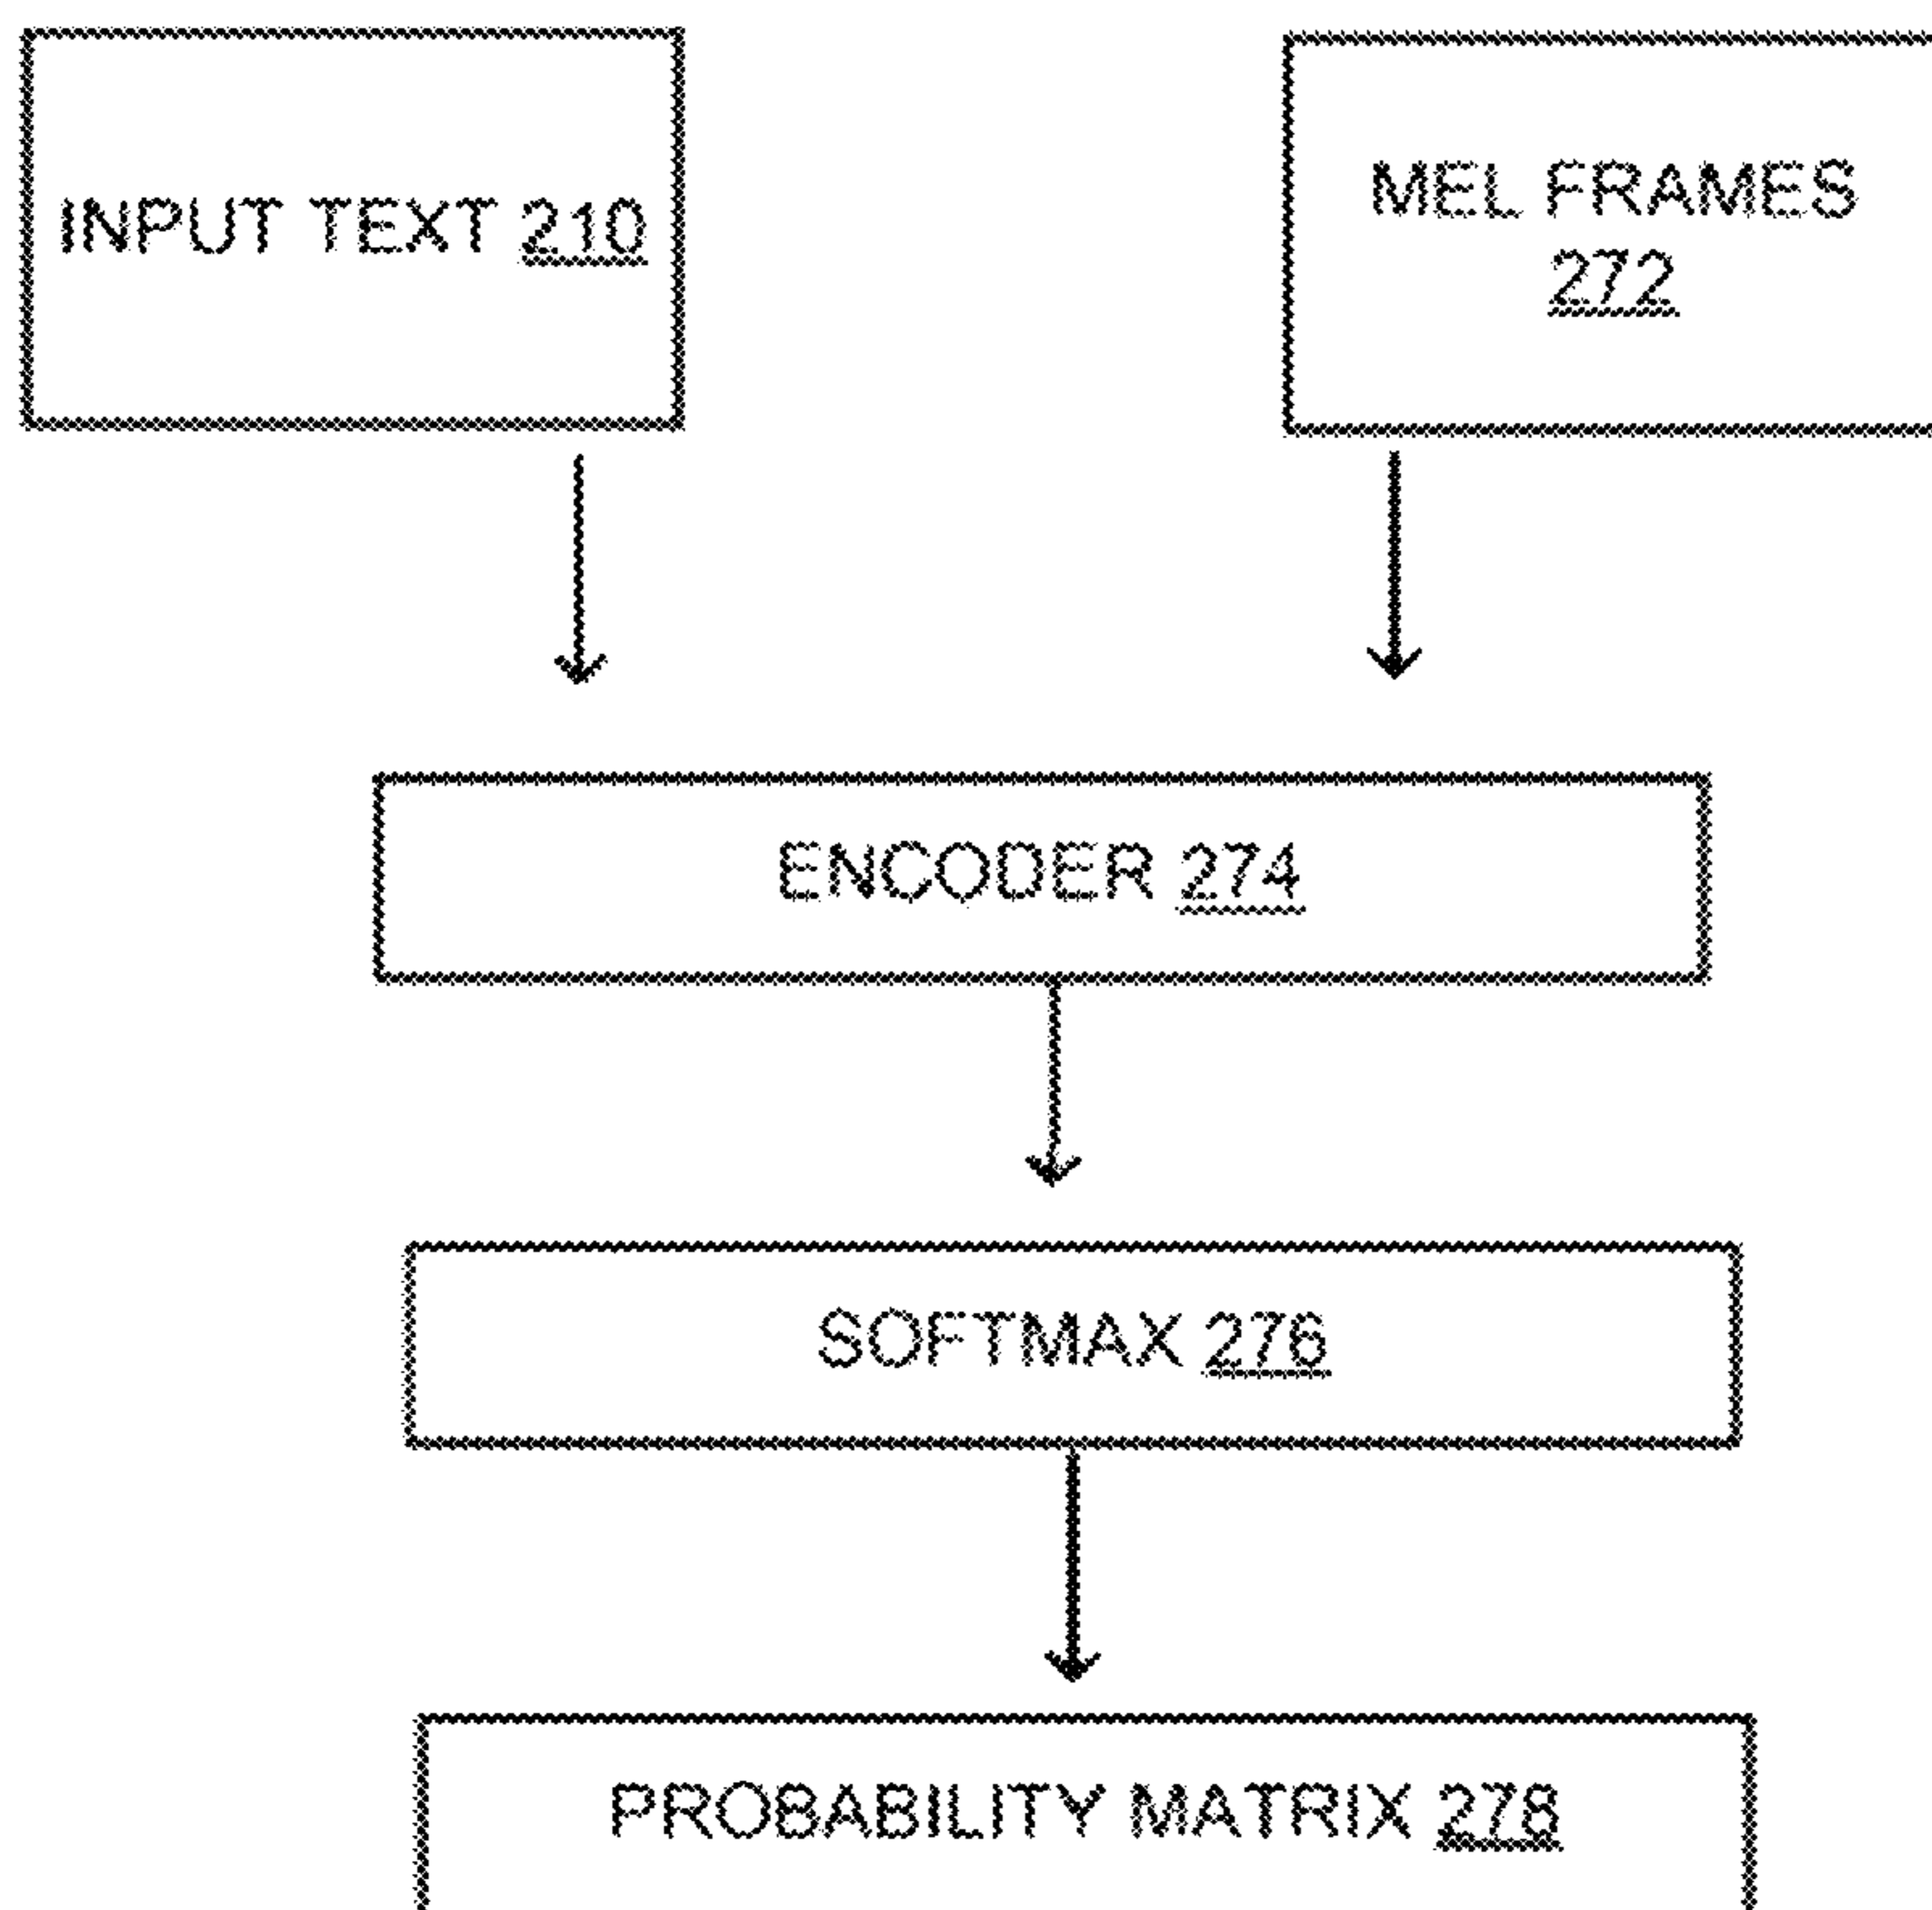 INPUT TEXT 210
MEL FRAMES
272
ENCODER 274
SOFTMAX 276
PROBABILITY MATRIX 278